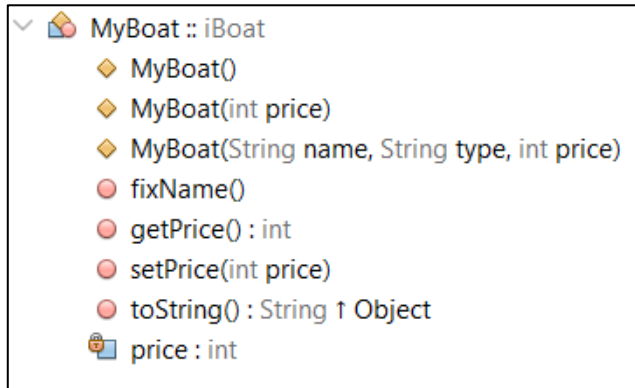 MyBoat :: iBoat
MyBoat()
MyBoat(int price)
MyBoat(String name, String type, int price)
fixName()
getPrice() : int
setPrice(int price)
toString() : String ↑ Object
price : int